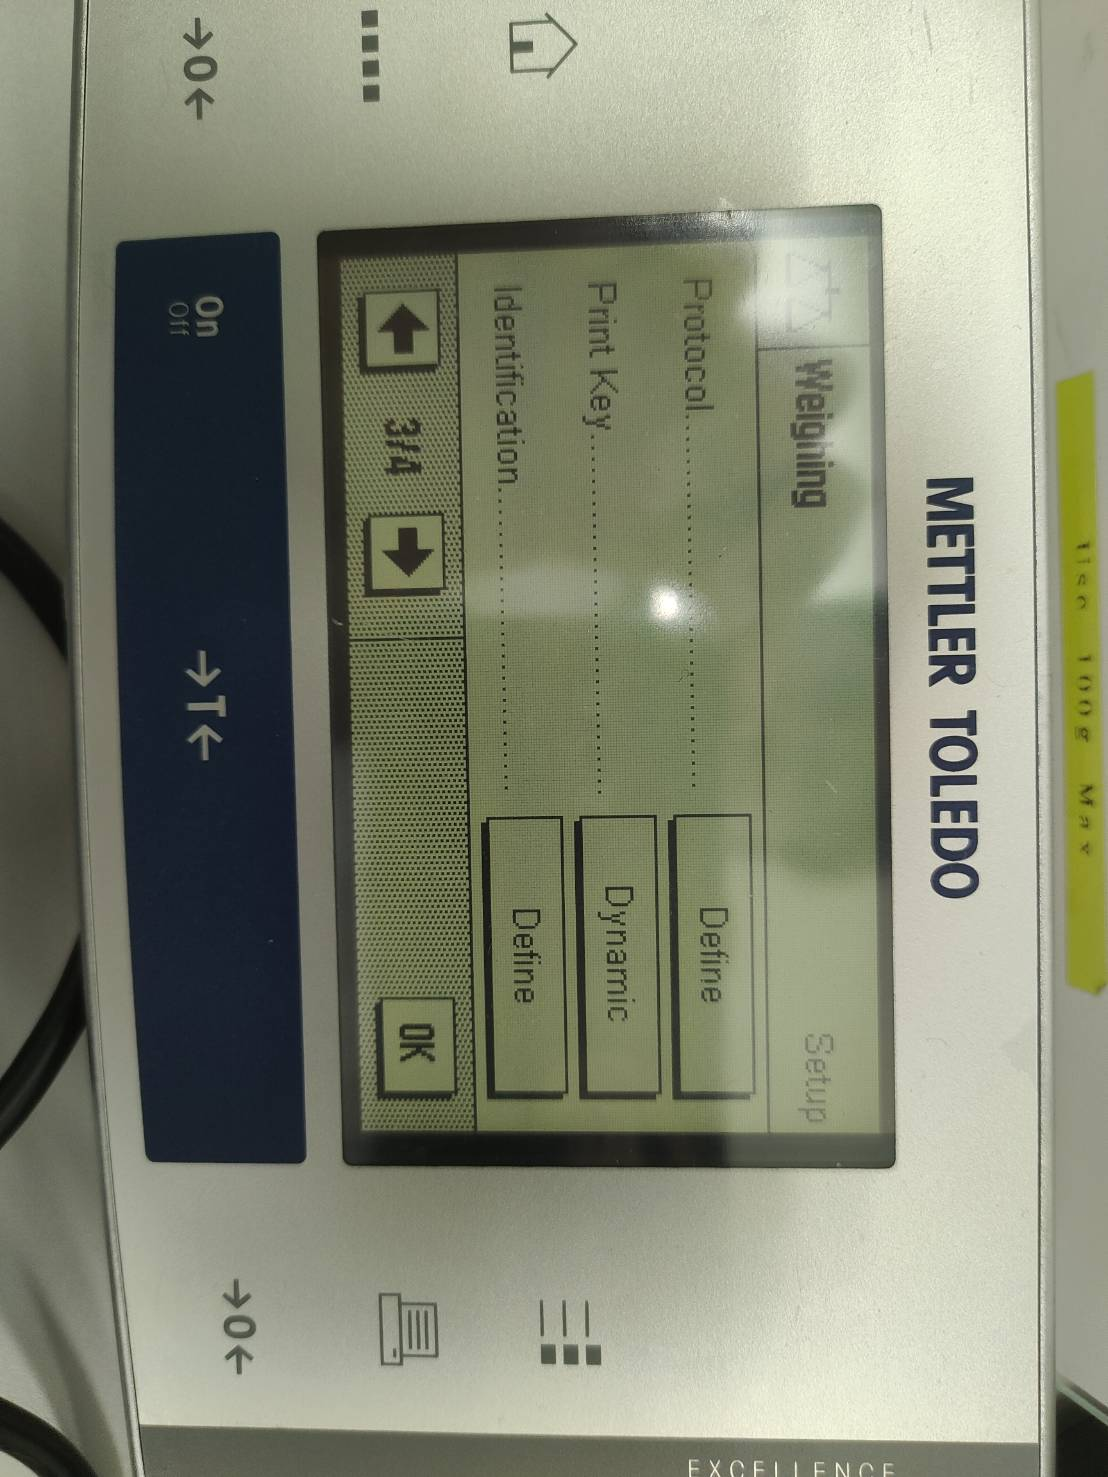 Use 100g Max
METTLER TOLEDO
Weighing Setup
Protocol Define
Print Key Dynamic
Identification Define
3/4 OK
→0← On Off →T← →0←
EXCELLENCE